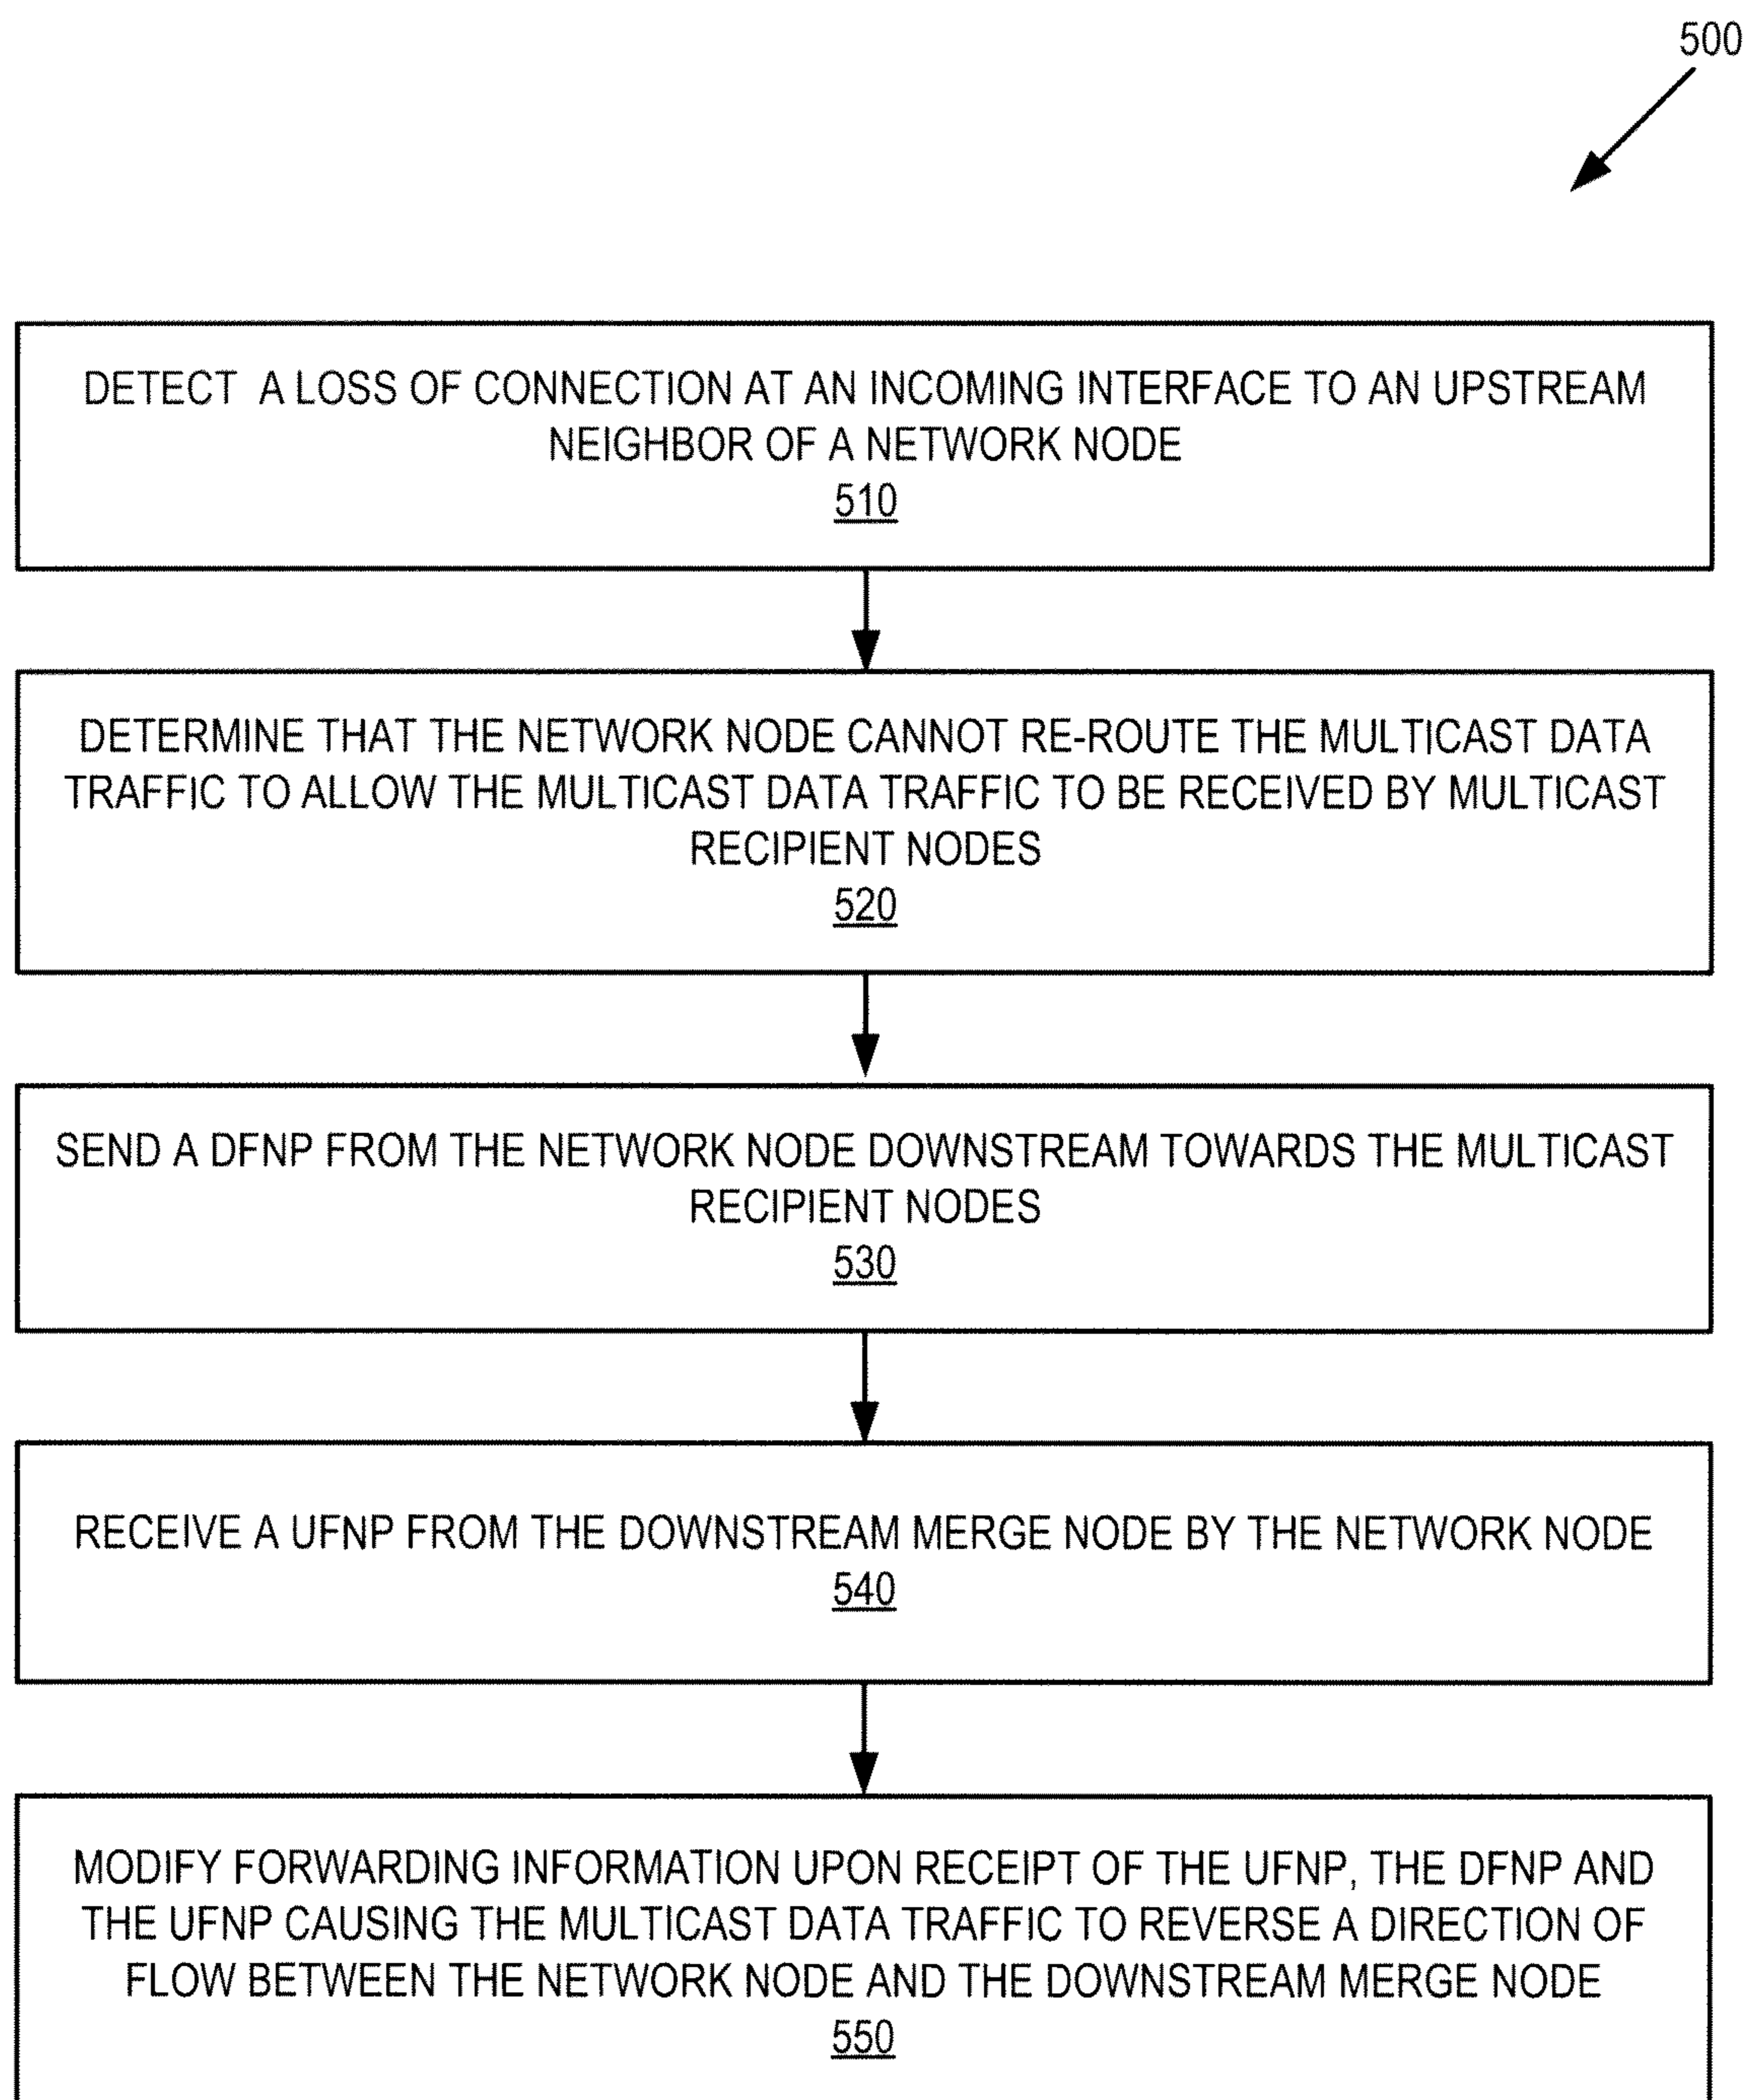 500
DETECT A LOSS OF CONNECTION AT AN INCOMING INTERFACE TO AN UPSTREAM
NEIGHBOR OF A NETWORK NODE
510
DETERMINE THAT THE NETWORK NODE CANNOT RE-ROUTE THE MULTICAST DATA
TRAFFIC TO ALLOW THE MULTICAST DATA TRAFFIC TO BE RECEIVED BY MULTICAST
RECIPIENT NODES
520
SEND A DFNP FROM THE NETWORK NODE DOWNSTREAM TOWARDS THE MULTICAST
RECIPIENT NODES
530
RECEIVE A UFNP FROM THE DOWNSTREAM MERGE NODE BY THE NETWORK NODE
540
MODIFY FORWARDING INFORMATION UPON RECEIPT OF THE UFNP, THE DFNP AND
THE UFNP CAUSING THE MULTICAST DATA TRAFFIC TO REVERSE A DIRECTION OF
FLOW BETWEEN THE NETWORK NODE AND THE DOWNSTREAM MERGE NODE
550